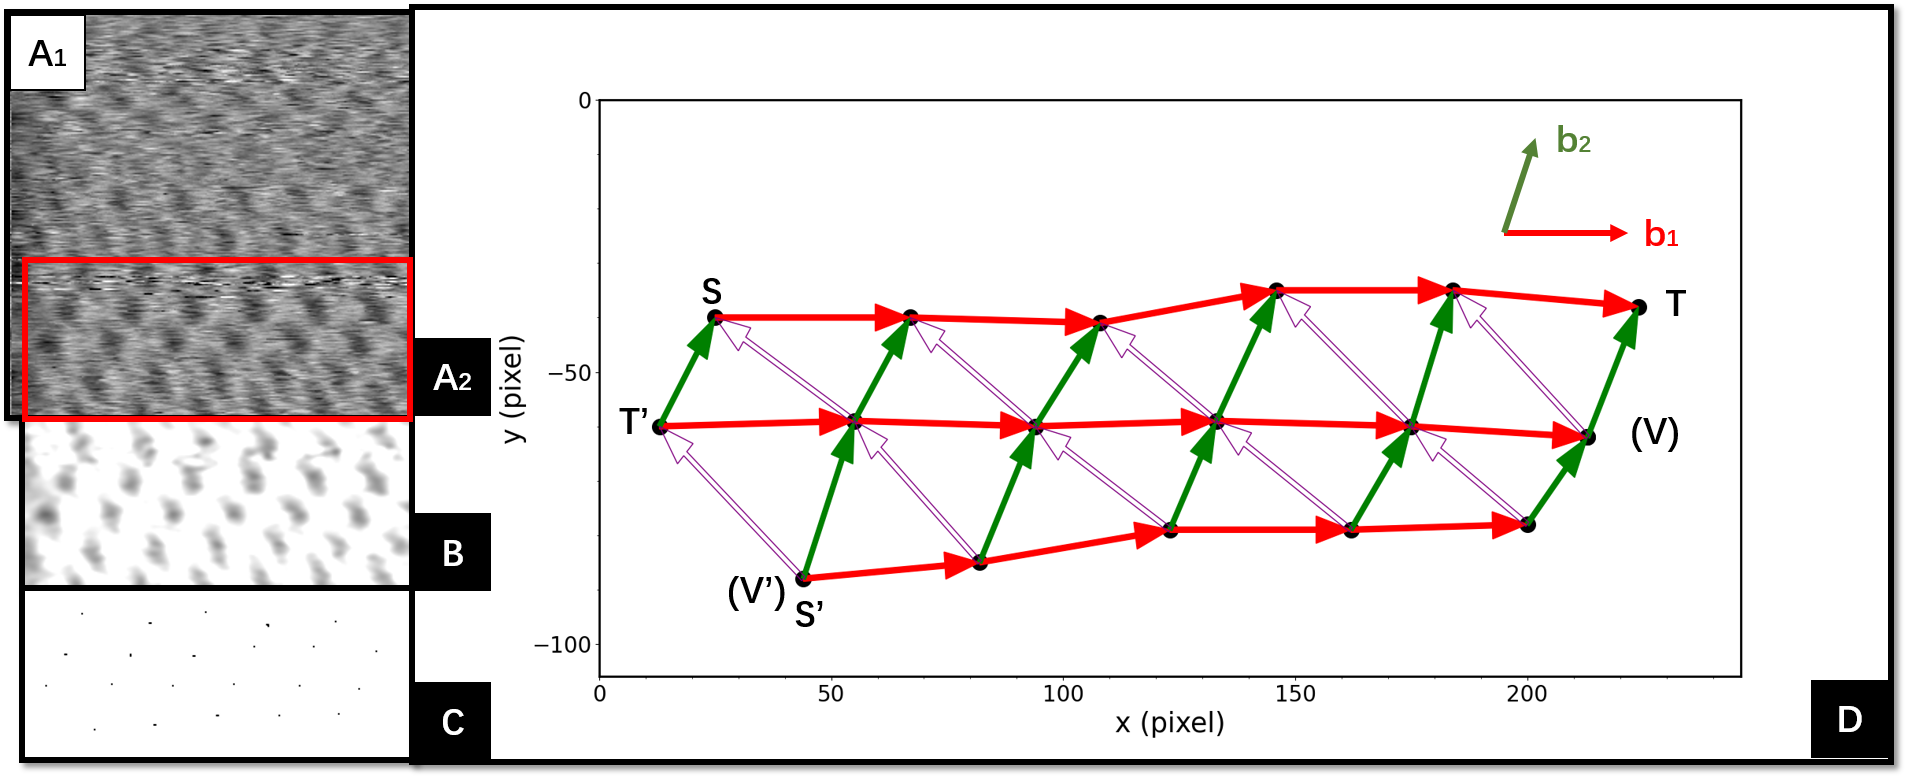 A1
A2
B
C
D
0
−50
−100
y (pixel)
0 50 100 150 200
x (pixel)
b2
b1
S
T
T’
(V)
(V’)
S’